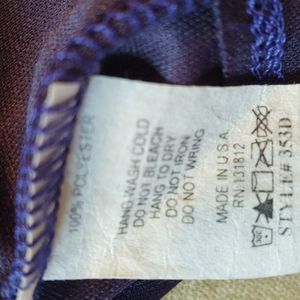 100% POLYESTER
HAND WASH COLD
DO NOT BLEACH
HANG TO DRY
DO NOT IRON
DO NOT WRING
MADE IN U.S.A.
RN. 131812
STYLE# 353D